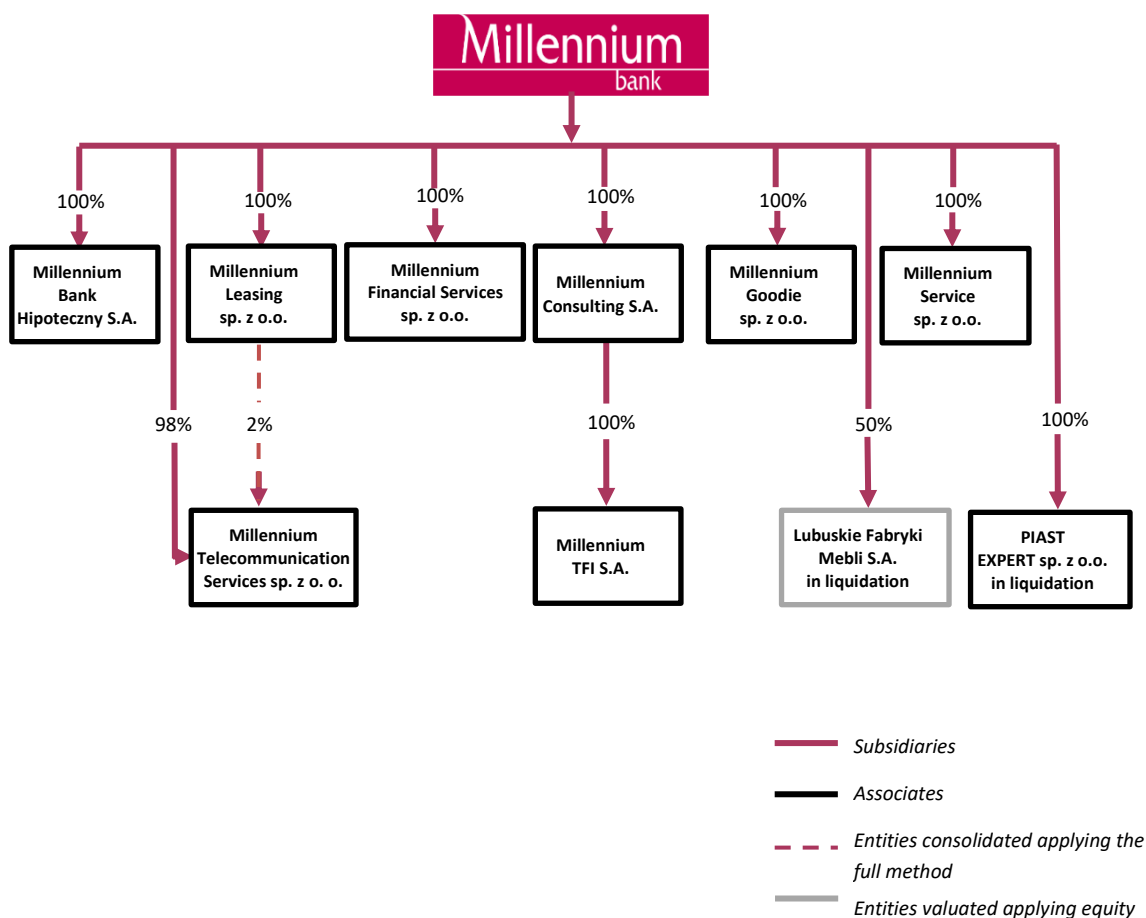 Millennium
bank
100%
100%
100%
100%
100%
100%
Millennium
Bank
Hipoteczny S.A.
Millennium
Leasing
sp. z o.o.
Millennium
Financial Services
sp. z o.o.
Millennium
Consulting S.A.
Millennium
Goodie
sp. z o.o.
Millennium
Service
sp. z o.o.
98%
2%
100%
50%
100%
Millennium
Telecommunication
Services sp. z o. o.
Millennium
TFI S.A.
Lubuskie Fabryki
Mebli S.A.
in liquidation
PIAST
EXPERT sp. z o.o.
in liquidation
Subsidiaries
Associates
Entities consolidated applying the
full method
Entities valuated applying equity